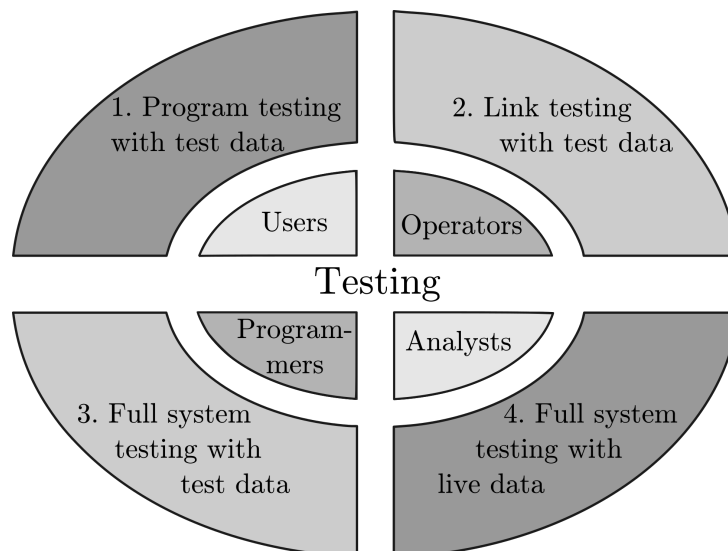 1. Program testing
with test data
2. Link testing
with test data
Users
Operators
Testing
Program-
mers
Analysts
3. Full system
testing with
test data
4. Full system
testing with
live data